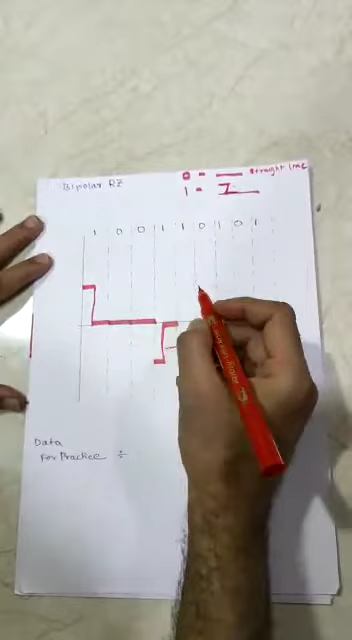 Bipolar RZ
0 = — straight line
1 =
1 0 0 1 1 0 1 0 1
Data
For Practice ÷